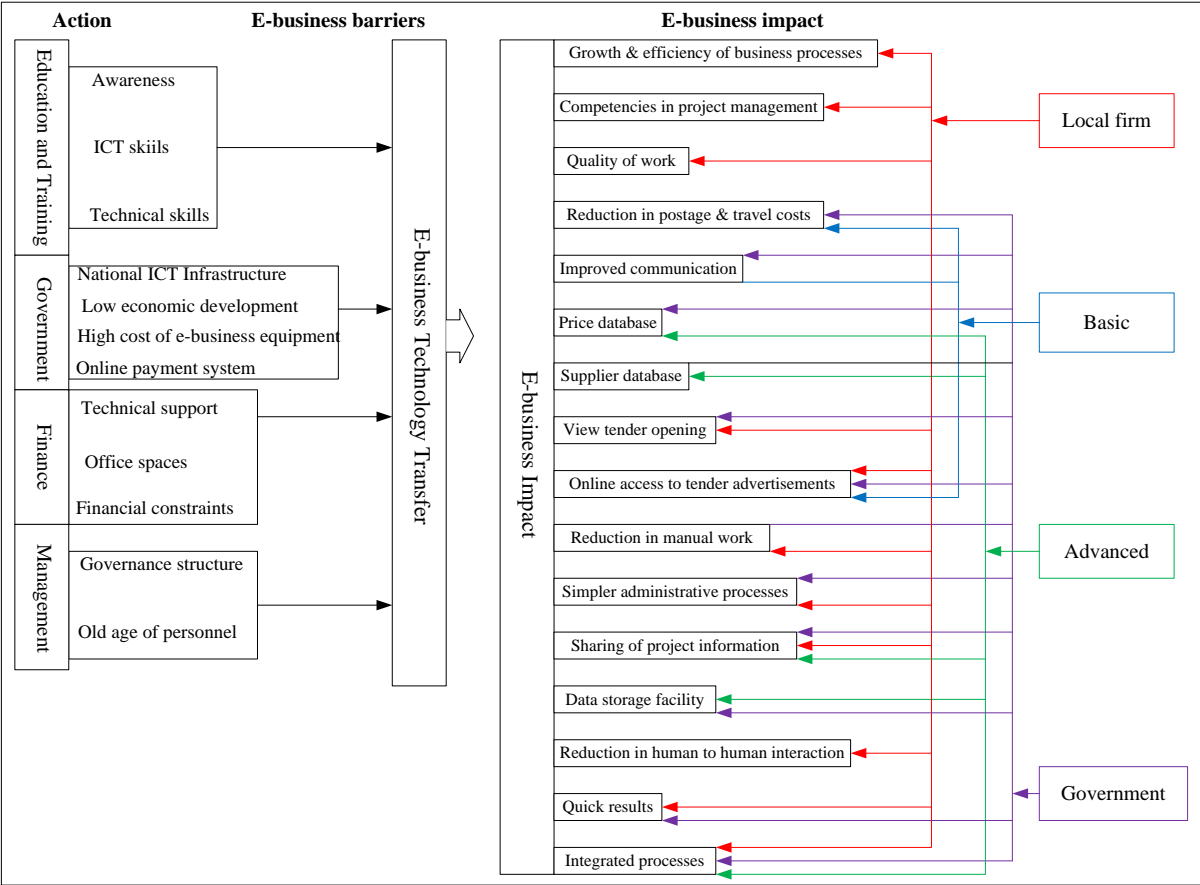 Action
E-business barriers
E-business impact
Education and Training
Awareness
ICT skiils
Technical skills
Government
National ICT Infrastructure
Low economic development
High cost of e-business equipment
Online payment system
Finance
Technical support
Office spaces
Financial constraints
Management
Governance structure
Old age of personnel
E-business Technology Transfer
E-business Impact
Growth & efficiency of business processes
Competencies in project management
Quality of work
Reduction in postage & travel costs
Improved communication
Price database
Supplier database
View tender opening
Online access to tender advertisements
Reduction in manual work
Simpler administrative processes
Sharing of project information
Data storage facility
Reduction in human to human interaction
Quick results
Integrated processes
Local firm
Basic
Advanced
Government